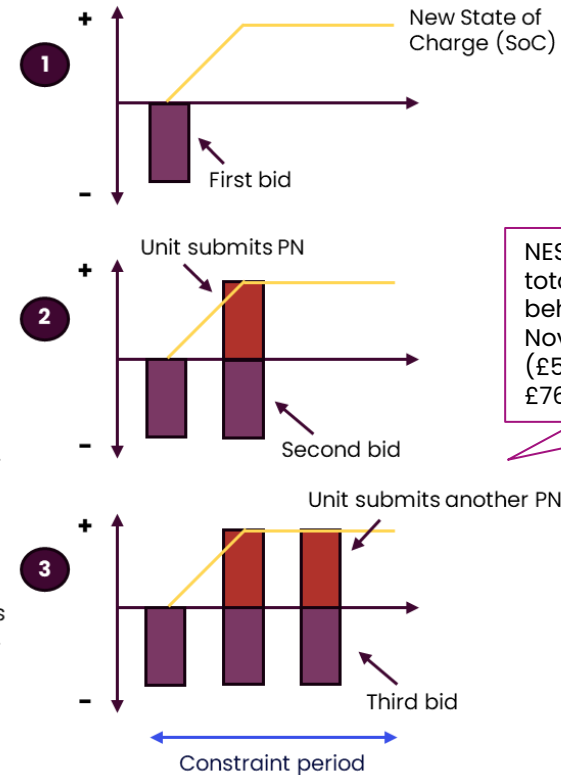 +
New State of
Charge (SoC)
1
First bid
-
Unit submits PN
+
2
NES
tota
beh
Nov
(£5
£76
Second bid
-
Unit submits another PN
+
3
s
Third bid
-
Constraint period